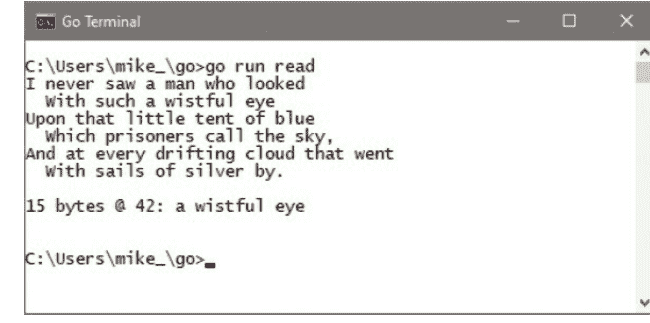 Go Terminal
C:\Users\mike_\go>go run read
I never saw a man who looked
  With such a wistful eye
Upon that little tent of blue
  Which prisoners call the sky,
And at every drifting cloud that went
  With sails of silver by.
15 bytes @ 42: a wistful eye
C:\Users\mike_\go>